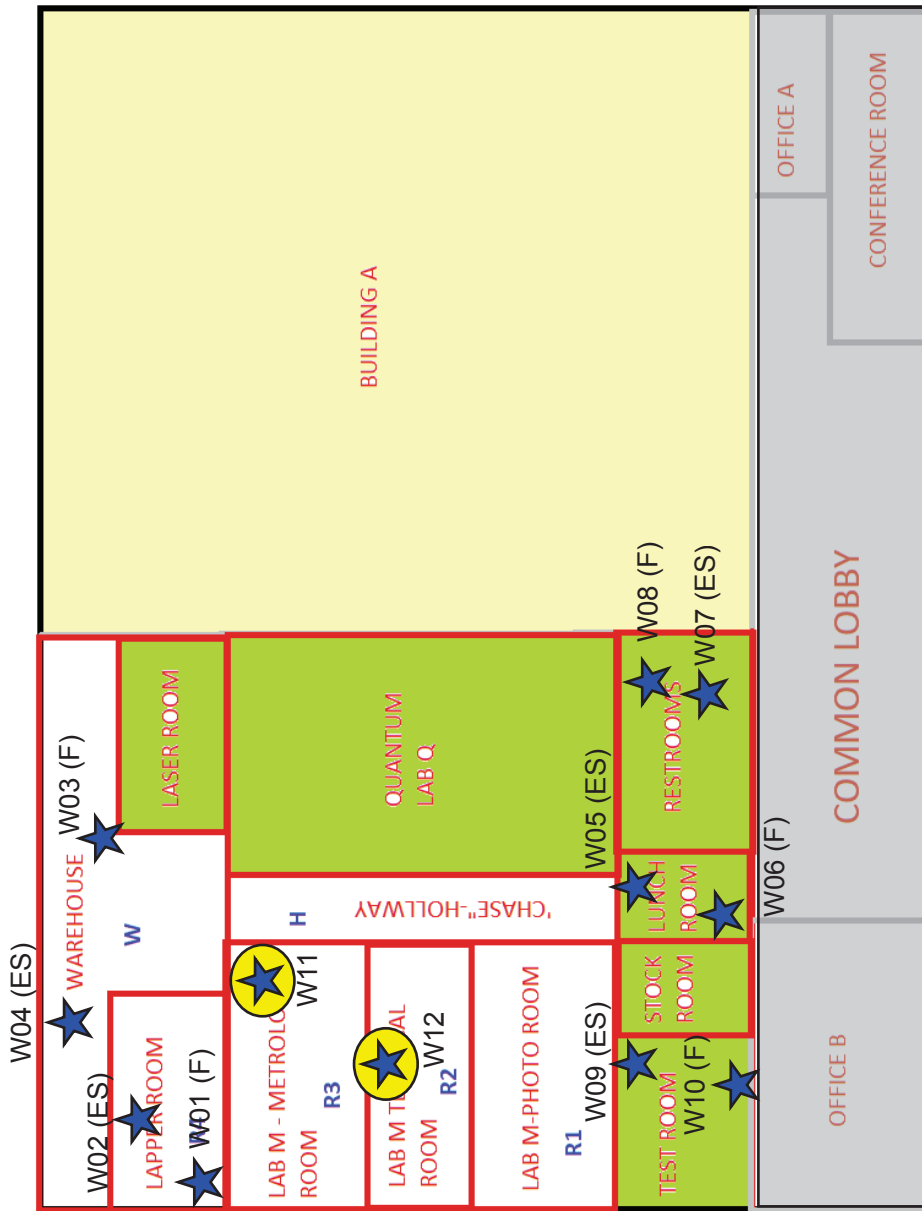 W04 (ES)
WAREHOUSE
W
W03 (F)
W02 (ES)
LAPPER ROOM
W01 (F)
LASER ROOM
LAB M -
ROOM
R3
W11
H
'CHASE"-HOLLWAY
QUANTUM
LAB Q
BUILDING A
LAB M
ROOM
R2
W12
LAB M-PHOTO ROOM
R1
W09 (ES)
TEST ROOM
W10 (F)
STOCK
ROOM
W05 (ES)
LUNCH
ROOM
W06 (F)
RESTROOMS
W08 (F)
W07 (ES)
OFFICE B
COMMON LOBBY
OFFICE A
CONFERENCE ROOM